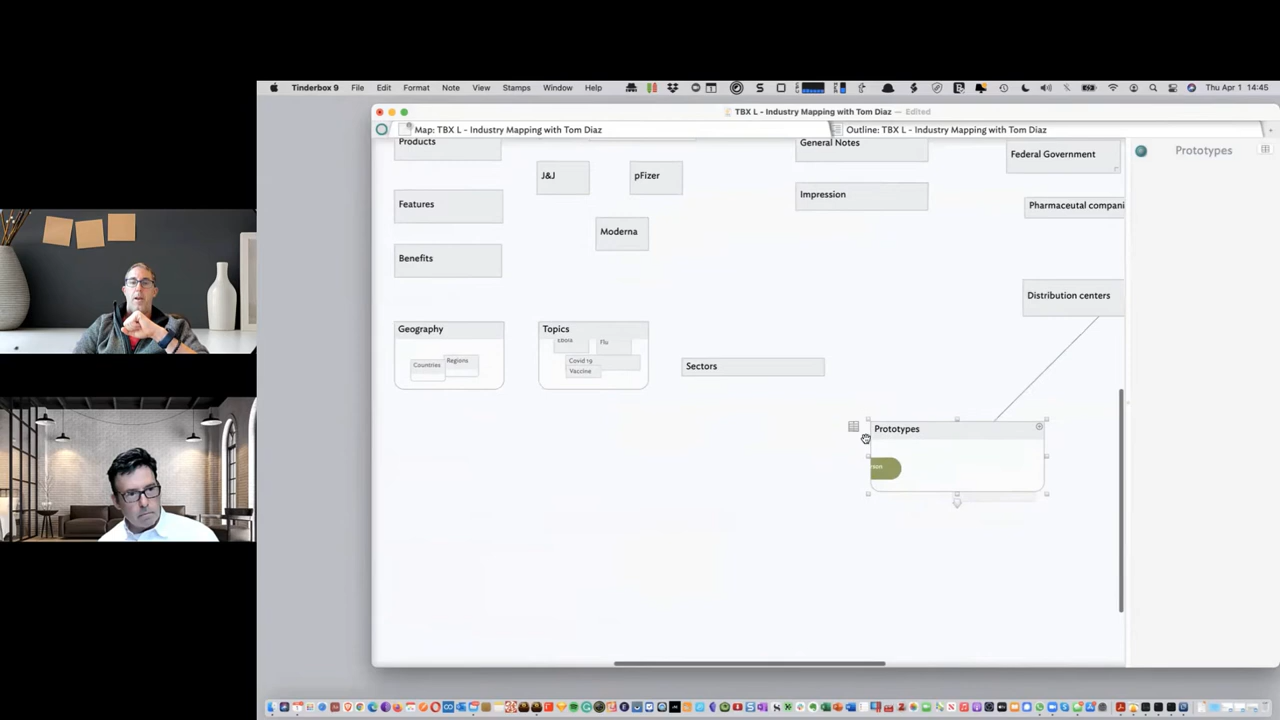 Tinderbox 9 File Edit Format Note View Stamps Window Help Thu Apr 1 14:45
TBX L - Industry Mapping with Tom Diaz — Edited
Map: TBX L - Industry Mapping with Tom Diaz
Outline: TBX L - Industry Mapping with Tom Diaz
Products
General Notes
Federal Government
Prototypes
J&J
pFizer
Features
Impression
Pharmaceutal compani
Moderna
Benefits
Distribution centers
Geography
Topics
Ebola
Flu
Countries
Regions
Covid 19
Vaccine
Sectors
Prototypes